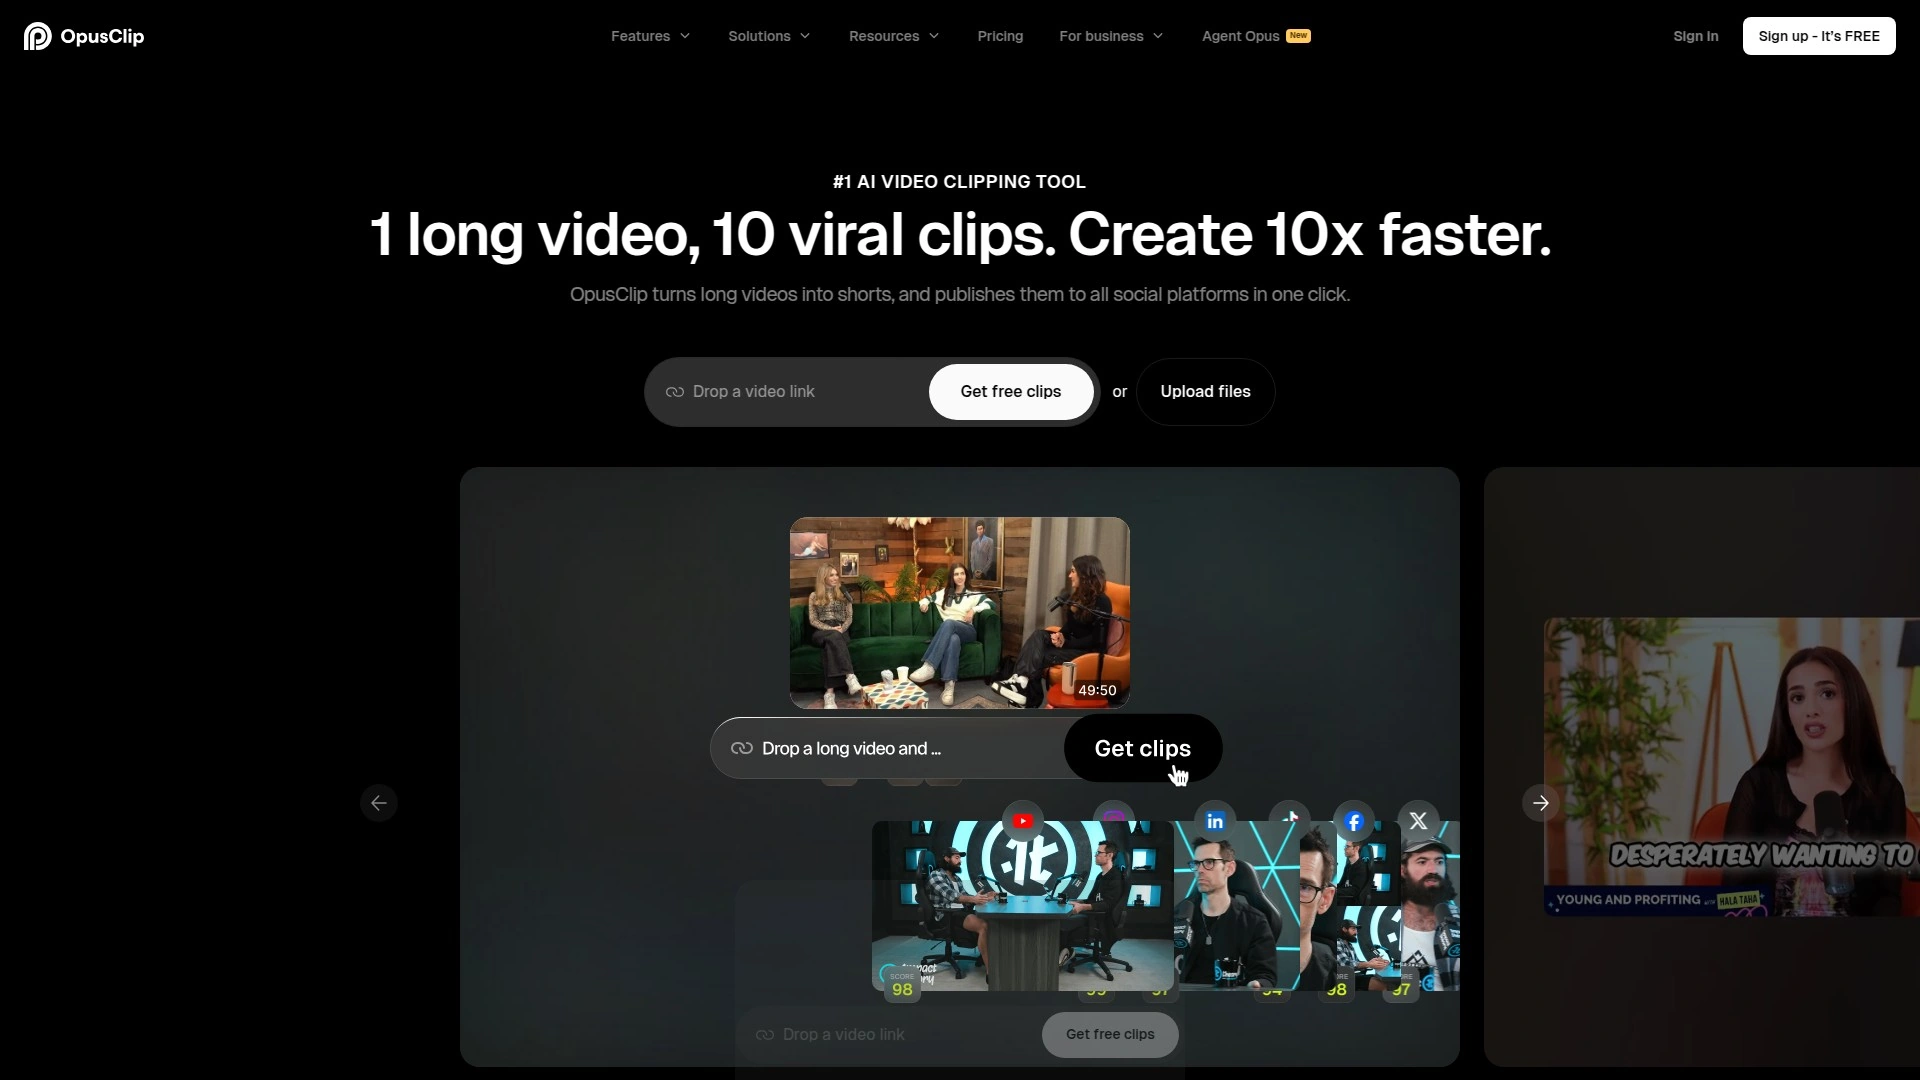 OpusClip
Features
Solutions
Resources
Pricing
For business
Agent Opus New
Sign in
Sign up - It's FREE
#1 AI VIDEO CLIPPING TOOL
1 long video, 10 viral clips. Create 10x faster.
OpusClip turns long videos into shorts, and publishes them to all social platforms in one click.
Drop a video link
Get free clips
or
Upload files
49:50
Drop a long video and ...
Get clips
DESPERATELY WANTING TO
YOUNG AND PROFITING WITH HALA TAHA
SCORE
98
98
97
Drop a video link
Get free clips